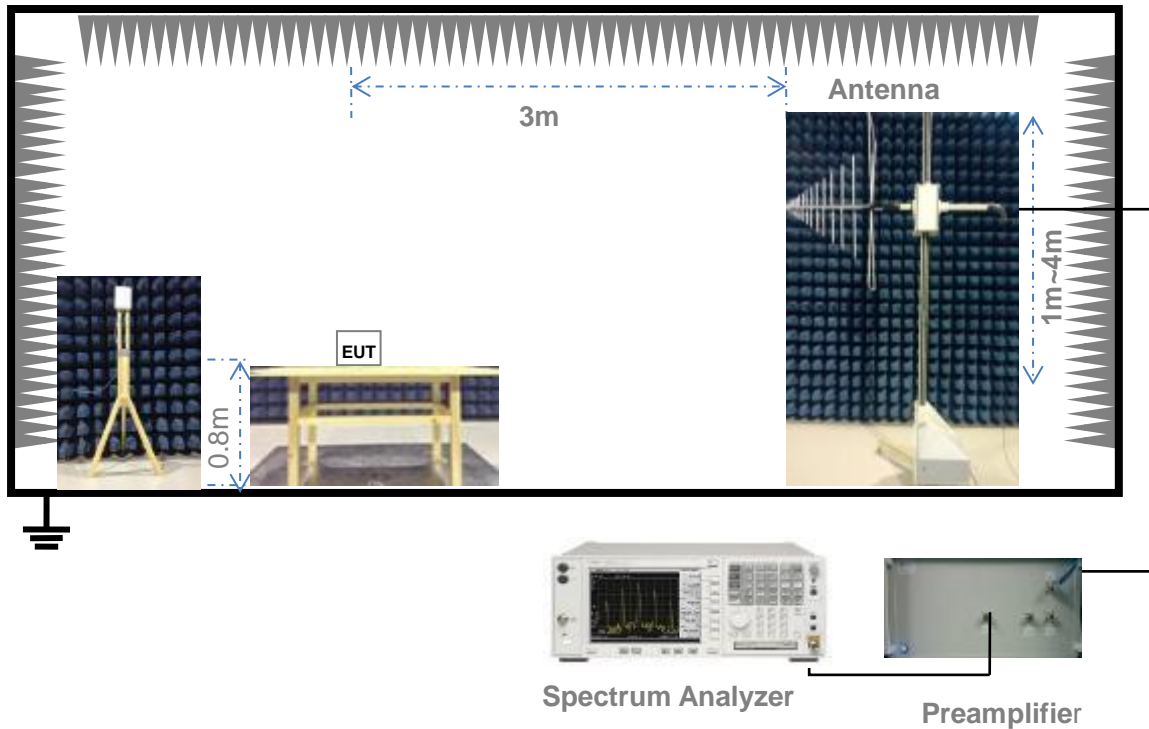 Antenna
3m
1m~4m
EUT
0.8m
Spectrum Analyzer
Preamplifier